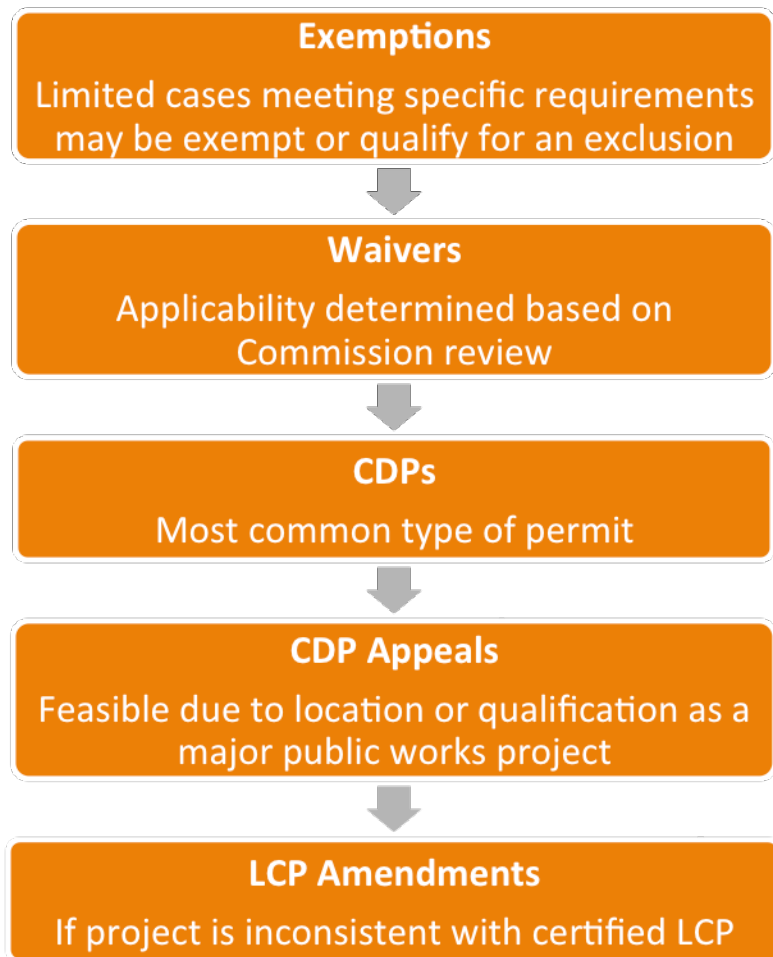 Exemptions
Limited cases meeting specific requirements
may be exempt or qualify for an exclusion
Waivers
Applicability determined based on
Commission review
CDPs
Most common type of permit
CDP Appeals
Feasible due to location or qualification as a
major public works project
LCP Amendments
If project is inconsistent with certified LCP